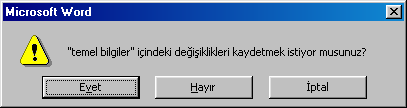 Microsoft Word
"temel bilgiler" içindeki değişiklikleri kaydetmek istiyor musunuz?
Evet
Hayır
İptal